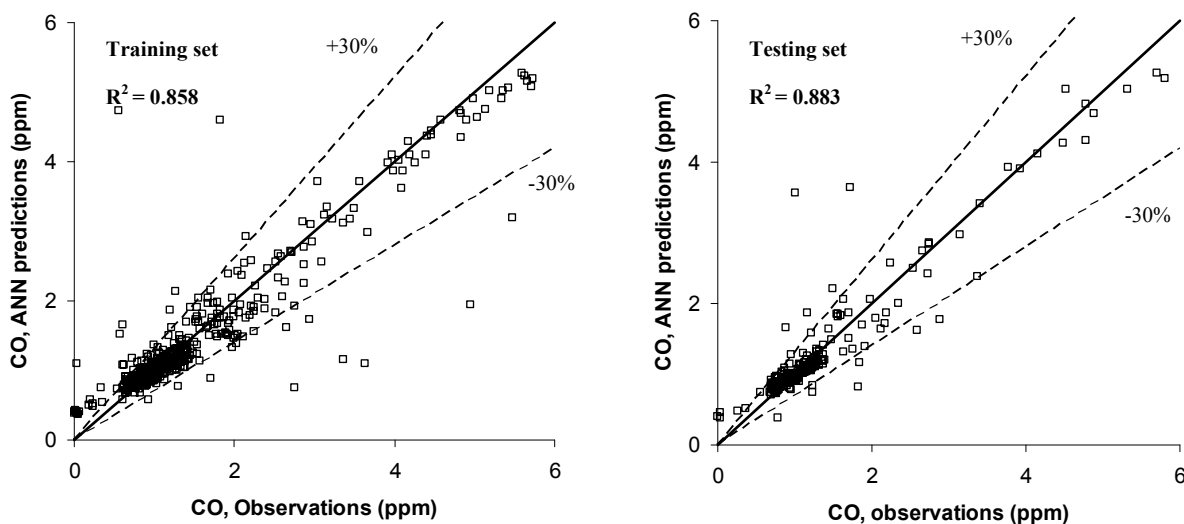 6
Training set
R² = 0.858
+30%
-30%
4
2
0
CO, ANN predictions (ppm)
0 2 4 6
CO, Observations (ppm)
6
Testing set
R² = 0.883
+30%
-30%
4
2
0
CO, ANN predictions (ppm)
0 2 4 6
CO, observations (ppm)